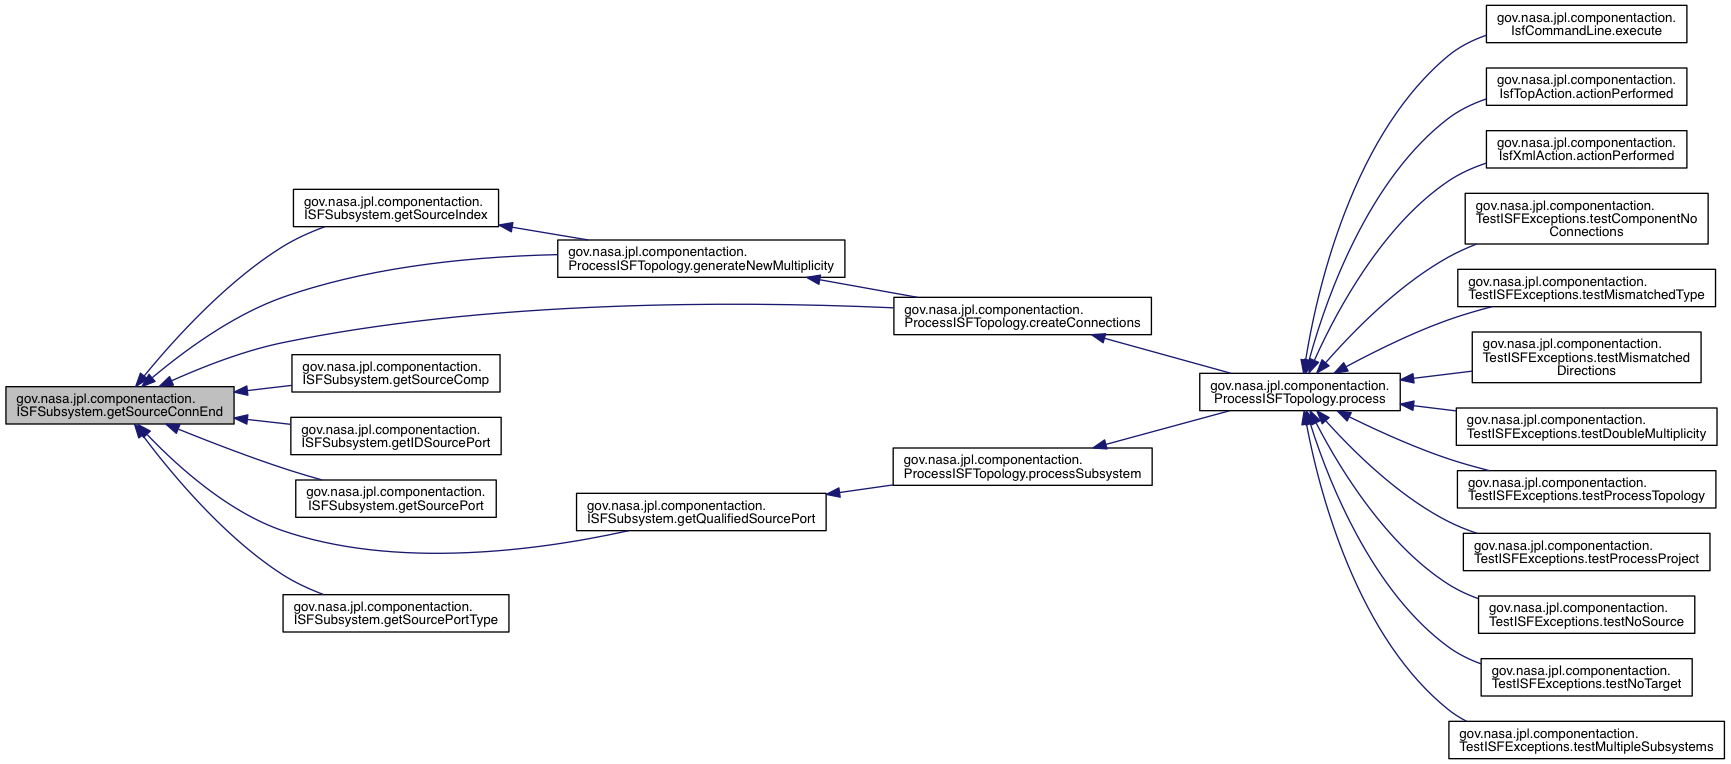 gov.nasa.jpl.componentaction.
ISFSubsystem.getSourceConnEnd
gov.nasa.jpl.componentaction.
ISFSubsystem.getSourceIndex
gov.nasa.jpl.componentaction.
ProcessISFTopology.generateNewMultiplicity
gov.nasa.jpl.componentaction.
ProcessISFTopology.createConnections
gov.nasa.jpl.componentaction.
ISFSubsystem.getSourceComp
gov.nasa.jpl.componentaction.
ISFSubsystem.getIDSourcePort
gov.nasa.jpl.componentaction.
ISFSubsystem.getSourcePort
gov.nasa.jpl.componentaction.
ISFSubsystem.getQualifiedSourcePort
gov.nasa.jpl.componentaction.
ISFSubsystem.getSourcePortType
gov.nasa.jpl.componentaction.
ProcessISFTopology.processSubsystem
gov.nasa.jpl.componentaction.
ProcessISFTopology.process
gov.nasa.jpl.componentaction.
IsfCommandLine.execute
gov.nasa.jpl.componentaction.
IsfTopAction.actionPerformed
gov.nasa.jpl.componentaction.
IsfXmlAction.actionPerformed
gov.nasa.jpl.componentaction.
TestISFExceptions.testComponentNo
Connections
gov.nasa.jpl.componentaction.
TestISFExceptions.testMismatchedType
gov.nasa.jpl.componentaction.
TestISFExceptions.testMismatched
Directions
gov.nasa.jpl.componentaction.
TestISFExceptions.testDoubleMultiplicity
gov.nasa.jpl.componentaction.
TestISFExceptions.testProcessTopology
gov.nasa.jpl.componentaction.
TestISFExceptions.testProcessProject
gov.nasa.jpl.componentaction.
TestISFExceptions.testNoSource
gov.nasa.jpl.componentaction.
TestISFExceptions.testNoTarget
gov.nasa.jpl.componentaction.
TestISFExceptions.testMultipleSubsystems